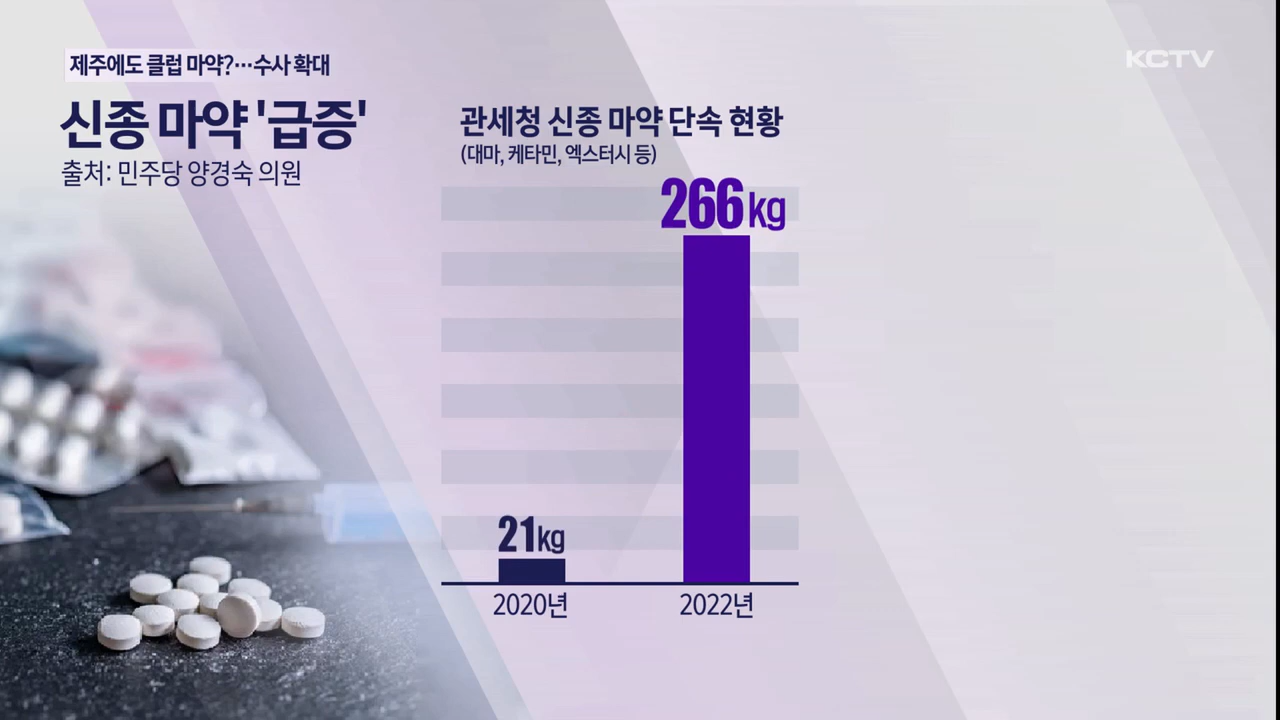 제주에도 클럽 마약?…수사 확대
KCTV
신종 마약 '급증'
출처: 민주당 양경숙 의원
관세청 신종 마약 단속 현황
(대마, 케타민, 엑스터시 등)
266kg
21kg
2020년
2022년